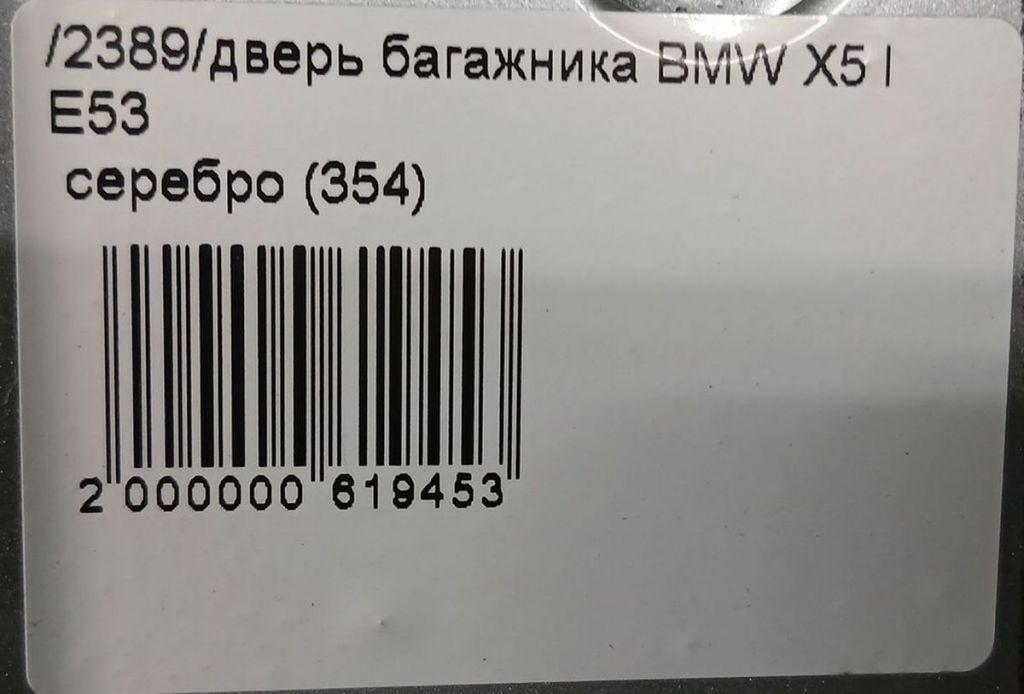 /2389/дверь багажника BMW X5 I
E53
серебро (354)
2 000000 619453